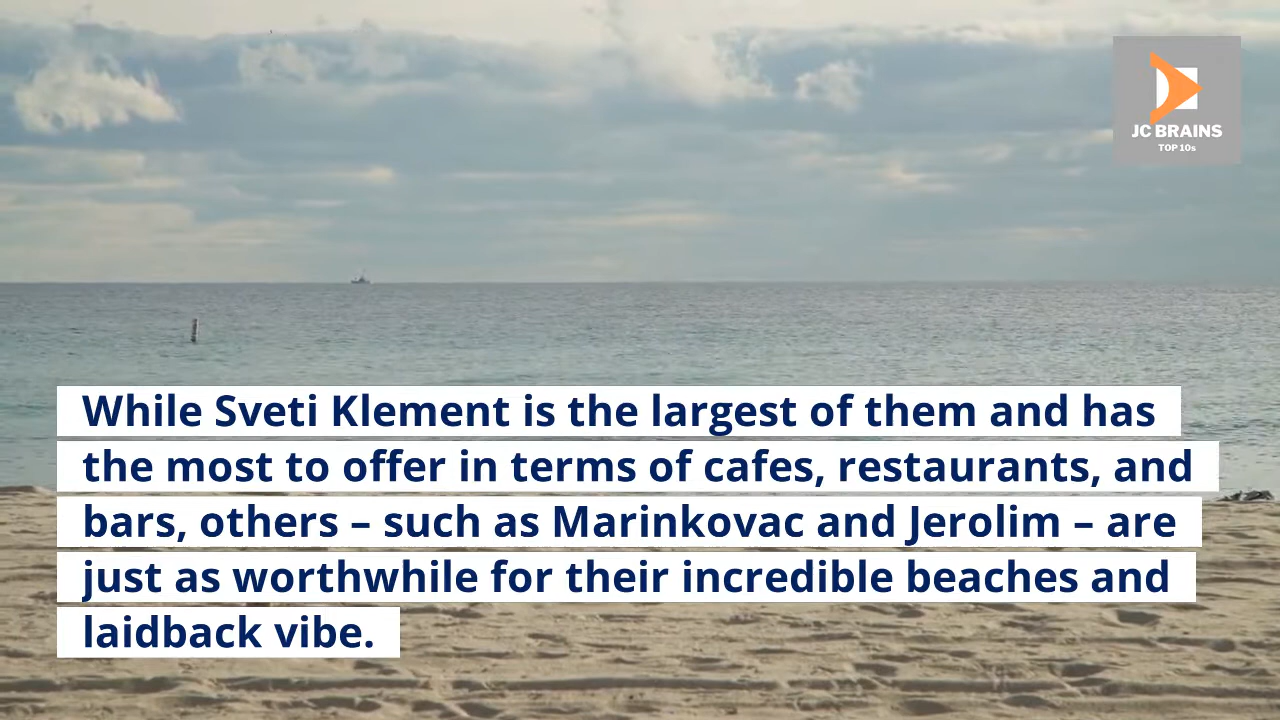 JC BRAINS
TOP 10s
While Sveti Klement is the largest of them and has
the most to offer in terms of cafes, restaurants, and
bars, others – such as Marinkovac and Jerolim – are
just as worthwhile for their incredible beaches and
laidback vibe.